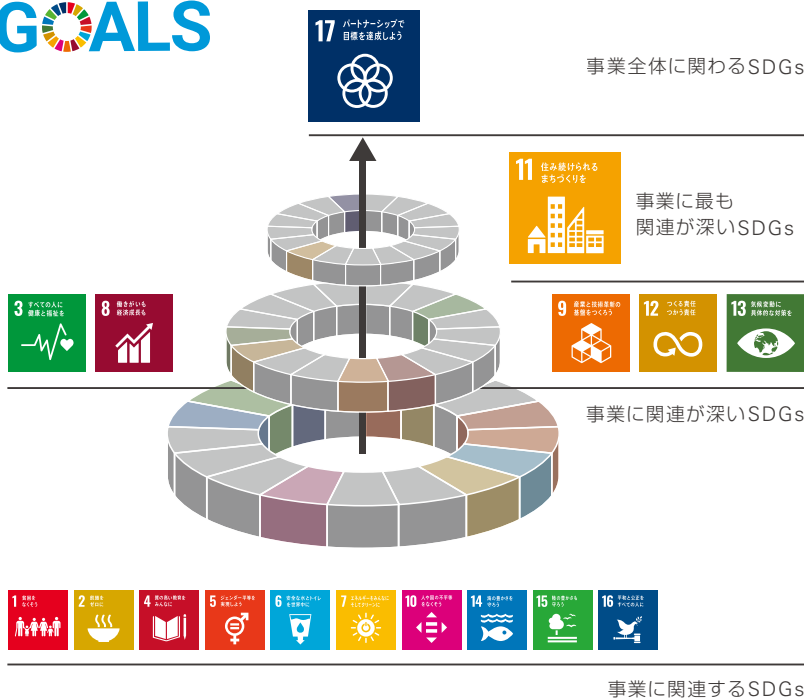 GOALS
17 パートナーシップで
目標を達成しよう
事業全体に関わるSDGs
11 住み続けられる
まちづくりを
事業に最も
関連が深いSDGs
3 すべての人に
健康と福祉を
8 働きがいも
経済成長も
9 産業と技術革新の
基盤をつくろう
12 つくる責任
つかう責任
13 気候変動に
具体的な対策を
事業に関連が深いSDGs
1 貧困を
なくそう
2 飢餓を
ゼロに
4 質の高い教育を
みんなに
5 ジェンダー平等を
実現しよう
6 安全な水とトイレ
を世界中に
7 エネルギーをみんなに
そしてクリーンに
10 人や国の不平等
をなくそう
14 海の豊かさを
守ろう
15 陸の豊かさも
守ろう
16 平和と公正を
すべての人に
事業に関連するSDGs